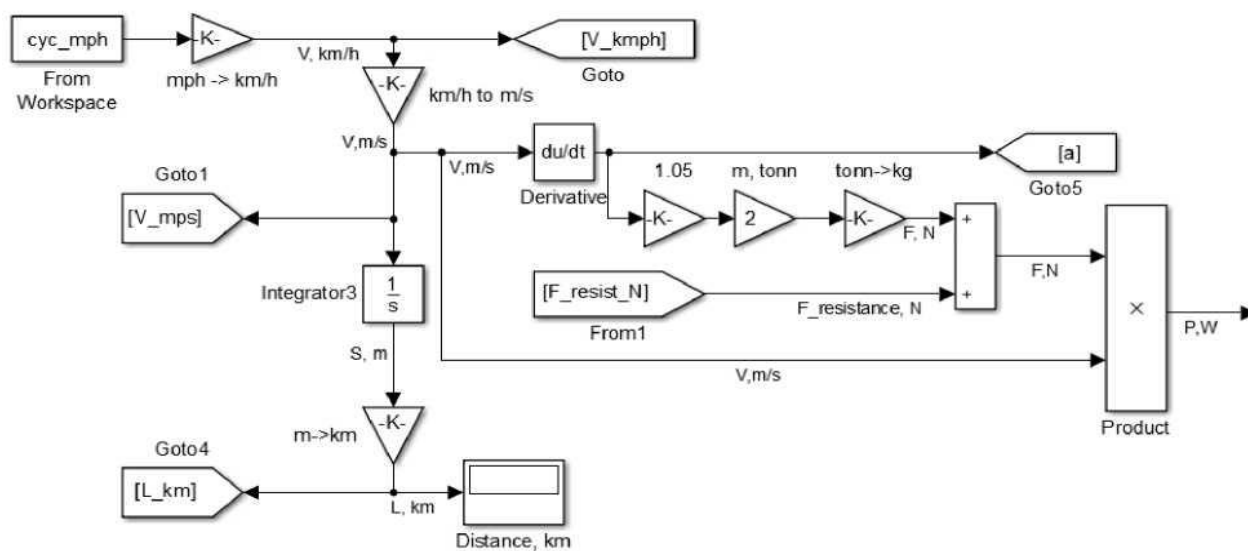 cyc_mph
From
Workspace
-K-
mph -> km/h
V, km/h
[V_kmph]
Goto
-K-
km/h to m/s
V,m/s
V,m/s
du/dt
Derivative
[a]
Goto5
1.05
m, tonn
tonn->kg
-K-
2
-K-
F, N
Goto1
[V_mps]
Integrator3
1
s
[F_resist_N]
From1
F_resistance, N
+
+
F,N
×
Product
P,W
V,m/s
S, m
-K-
m->km
Goto4
[L_km]
L, km
Distance, km